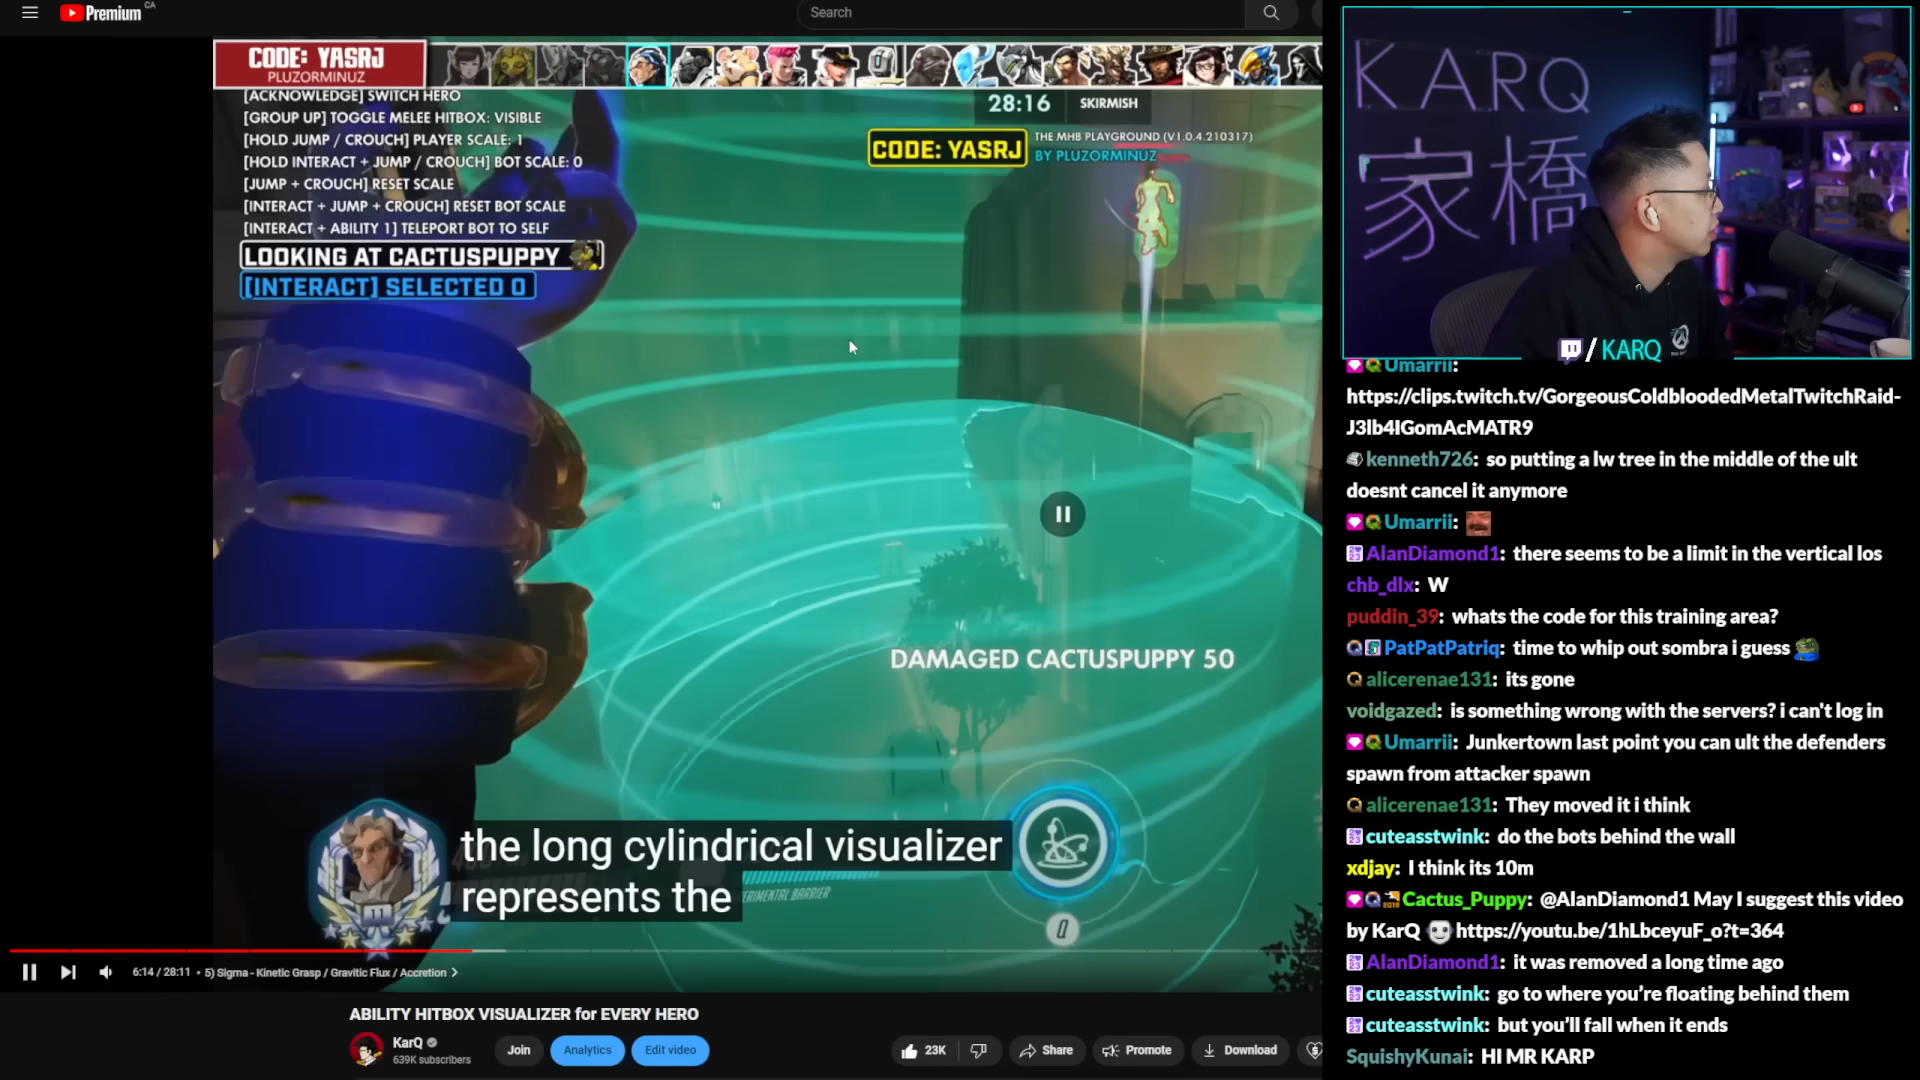 Premium CA
Search
CODE: YASRJ
PLUZORMINUZ
[ACKNOWLEDGE] SWITCH HERO
[GROUP UP] TOGGLE MELEE HITBOX: VISIBLE
[HOLD JUMP / CROUCH] PLAYER SCALE: 1
[HOLD INTERACT + JUMP / CROUCH] BOT SCALE: 0
[JUMP + CROUCH] RESET SCALE
[INTERACT + JUMP + CROUCH] RESET BOT SCALE
[INTERACT + ABILITY 1] TELEPORT BOT TO SELF
LOOKING AT CACTUSPUPPY
[INTERACT] SELECTED 0
28:16 SKIRMISH
CODE: YASRJ
THE MHB PLAYGROUND (V1.0.4.210317)
BY PLUZORMINUZ
DAMAGED CACTUSPUPPY 50
the long cylindrical visualizer
represents the
Q
6:14 / 28:11 • 5) Sigma - Kinetic Grasp / Gravitic Flux / Accretion
ABILITY HITBOX VISUALIZER for EVERY HERO
KarQ
639K subscribers
Join
Analytics
Edit video
23K
Share
Promote
Download
KARQ
家橋
/ KARQ
Umarrii:
https://clips.twitch.tv/GorgeousColdbloodedMetalTwitchRaid-
J3lb4IGomAcMATR9
kenneth726: so putting a lw tree in the middle of the ult
doesnt cancel it anymore
Umarrii:
AlanDiamond1: there seems to be a limit in the vertical los
chb_dlx: W
puddin_39: whats the code for this training area?
PatPatPatriq: time to whip out sombra i guess
alicerenae131: its gone
voidgazed: is something wrong with the servers? i can't log in
Umarrii: Junkertown last point you can ult the defenders
spawn from attacker spawn
alicerenae131: They moved it i think
cuteasstwink: do the bots behind the wall
xdjay: I think its 10m
Cactus_Puppy: @AlanDiamond1 May I suggest this video
by KarQ https://youtu.be/1hLbceyuF_o?t=364
AlanDiamond1: it was removed a long time ago
cuteasstwink: go to where you're floating behind them
cuteasstwink: but you'll fall when it ends
SquishyKunai: HI MR KARP